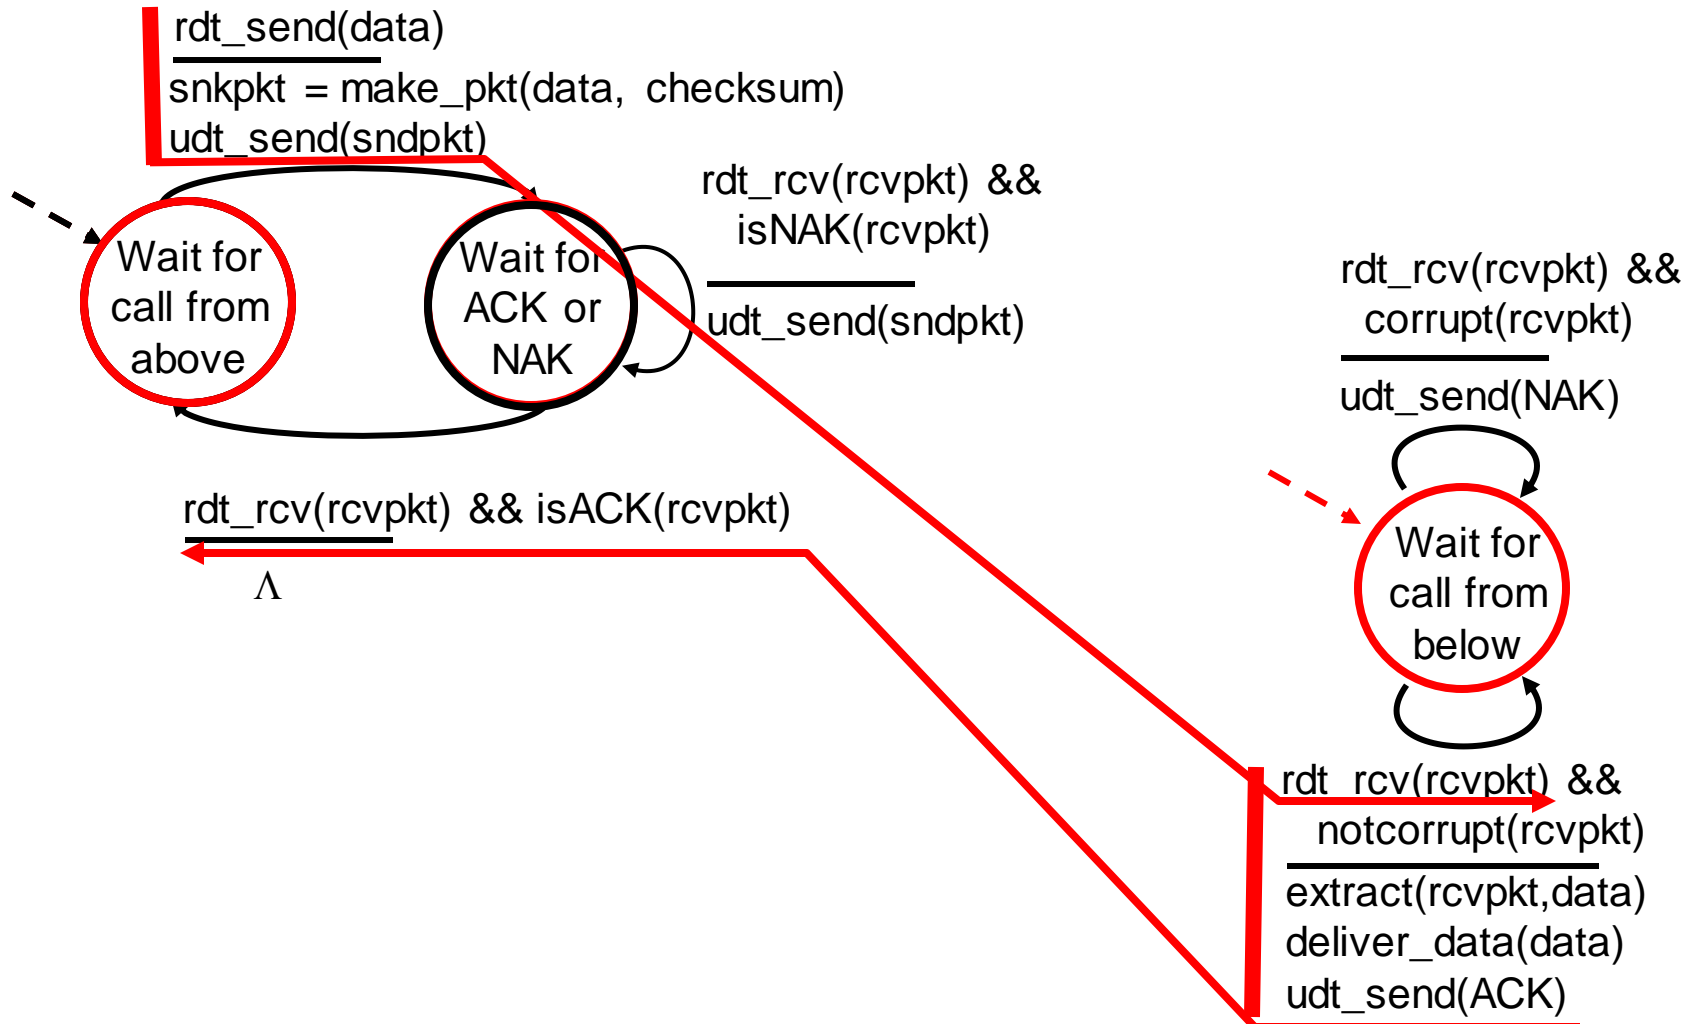 rdt_send(data)
snkpkt = make_pkt(data, checksum)
udt_send(sndpkt)
Wait for
call from
above
Wait for
ACK or
NAK
rdt_rcv(rcvpkt) &&
isNAK(rcvpkt)
udt_send(sndpkt)
rdt_rcv(rcvpkt) && isACK(rcvpkt)
Λ
rdt_rcv(rcvpkt) &&
corrupt(rcvpkt)
udt_send(NAK)
Wait for
call from
below
rdt_rcv(rcvpkt) &&
notcorrupt(rcvpkt)
extract(rcvpkt,data)
deliver_data(data)
udt_send(ACK)